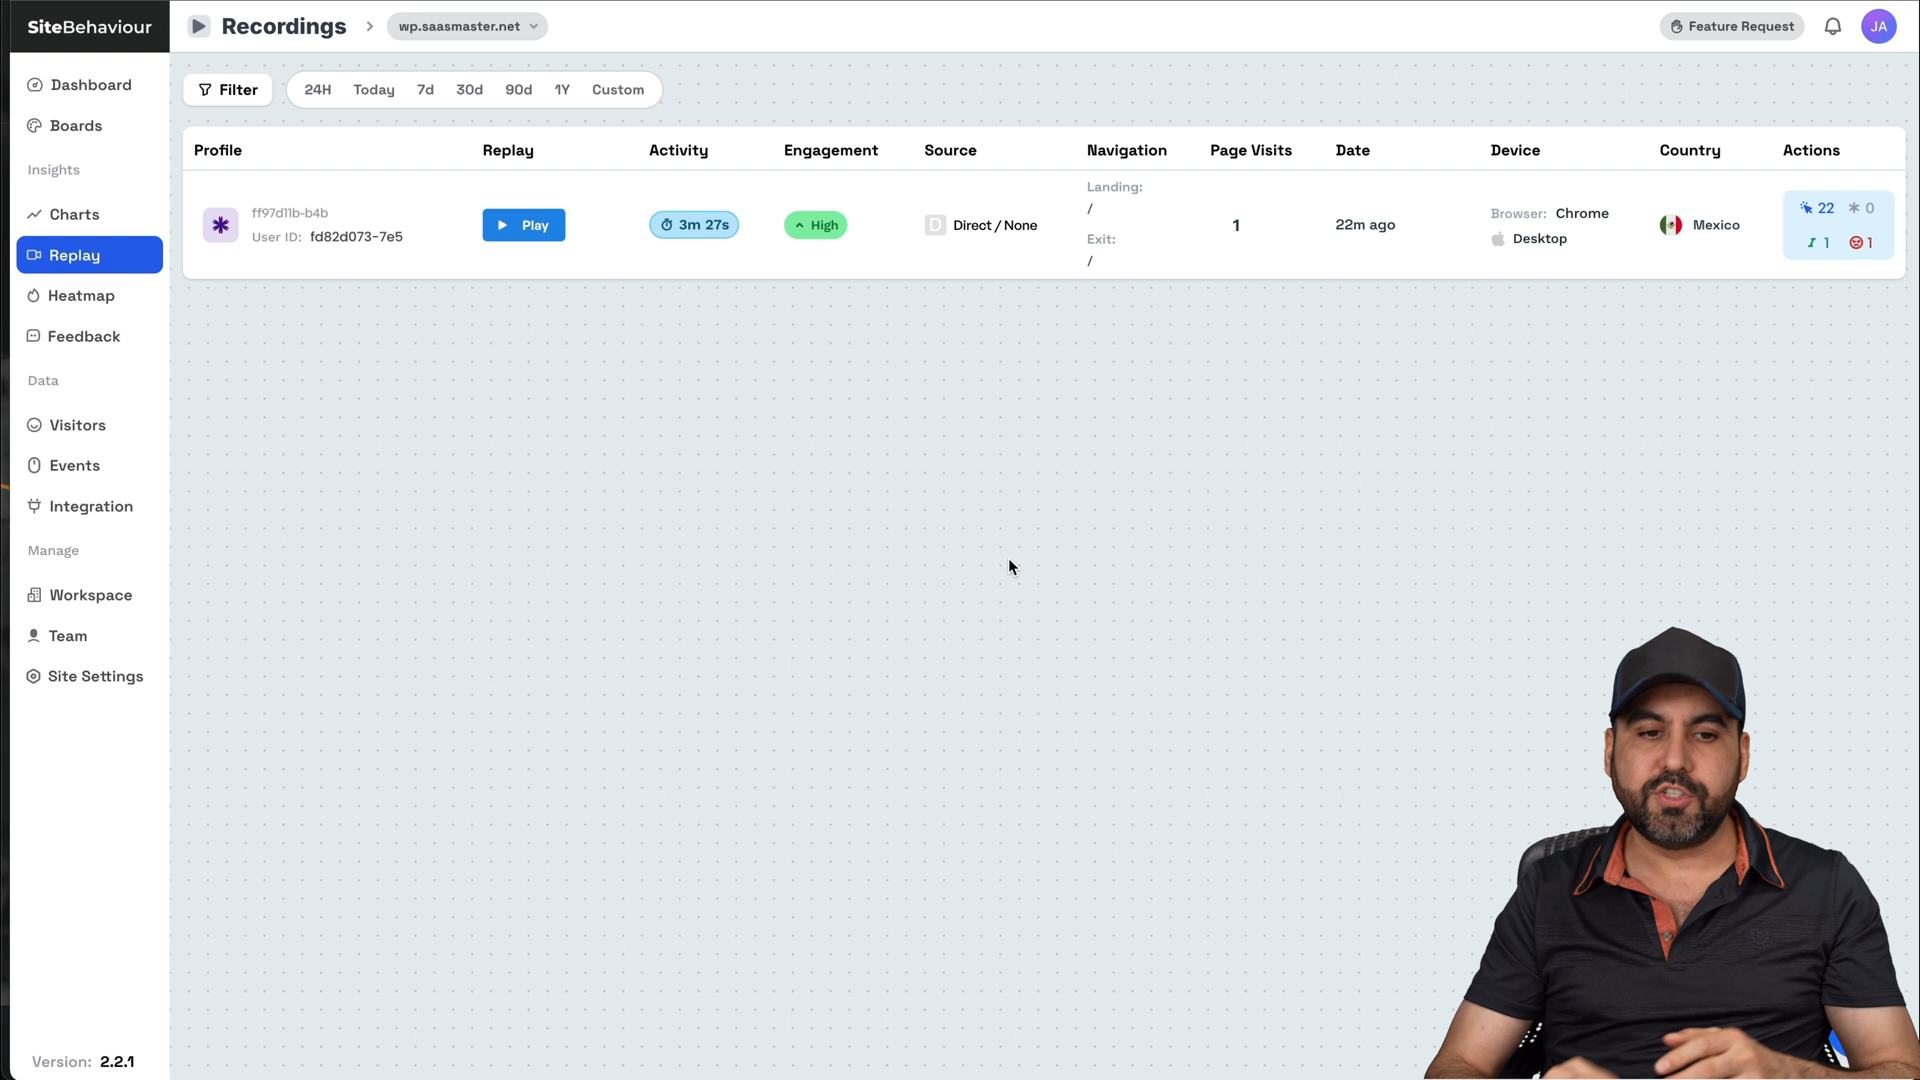 SiteBehaviour
Recordings > wp.saasmaster.net
Feature Request
JA
Dashboard
Boards
Insights
Charts
Replay
Heatmap
Feedback
Data
Visitors
Events
Integration
Manage
Workspace
Team
Site Settings
Version: 2.2.1
Filter
24H Today 7d 30d 90d 1Y Custom
Profile Replay Activity Engagement Source Navigation Page Visits Date Device Country Actions
ff97d11b-b4b
User ID: fd82d073-7e5
Play
3m 27s
High
D Direct / None
Landing:
/
Exit:
/
1
22m ago
Browser: Chrome
Desktop
Mexico
22 0
1 1